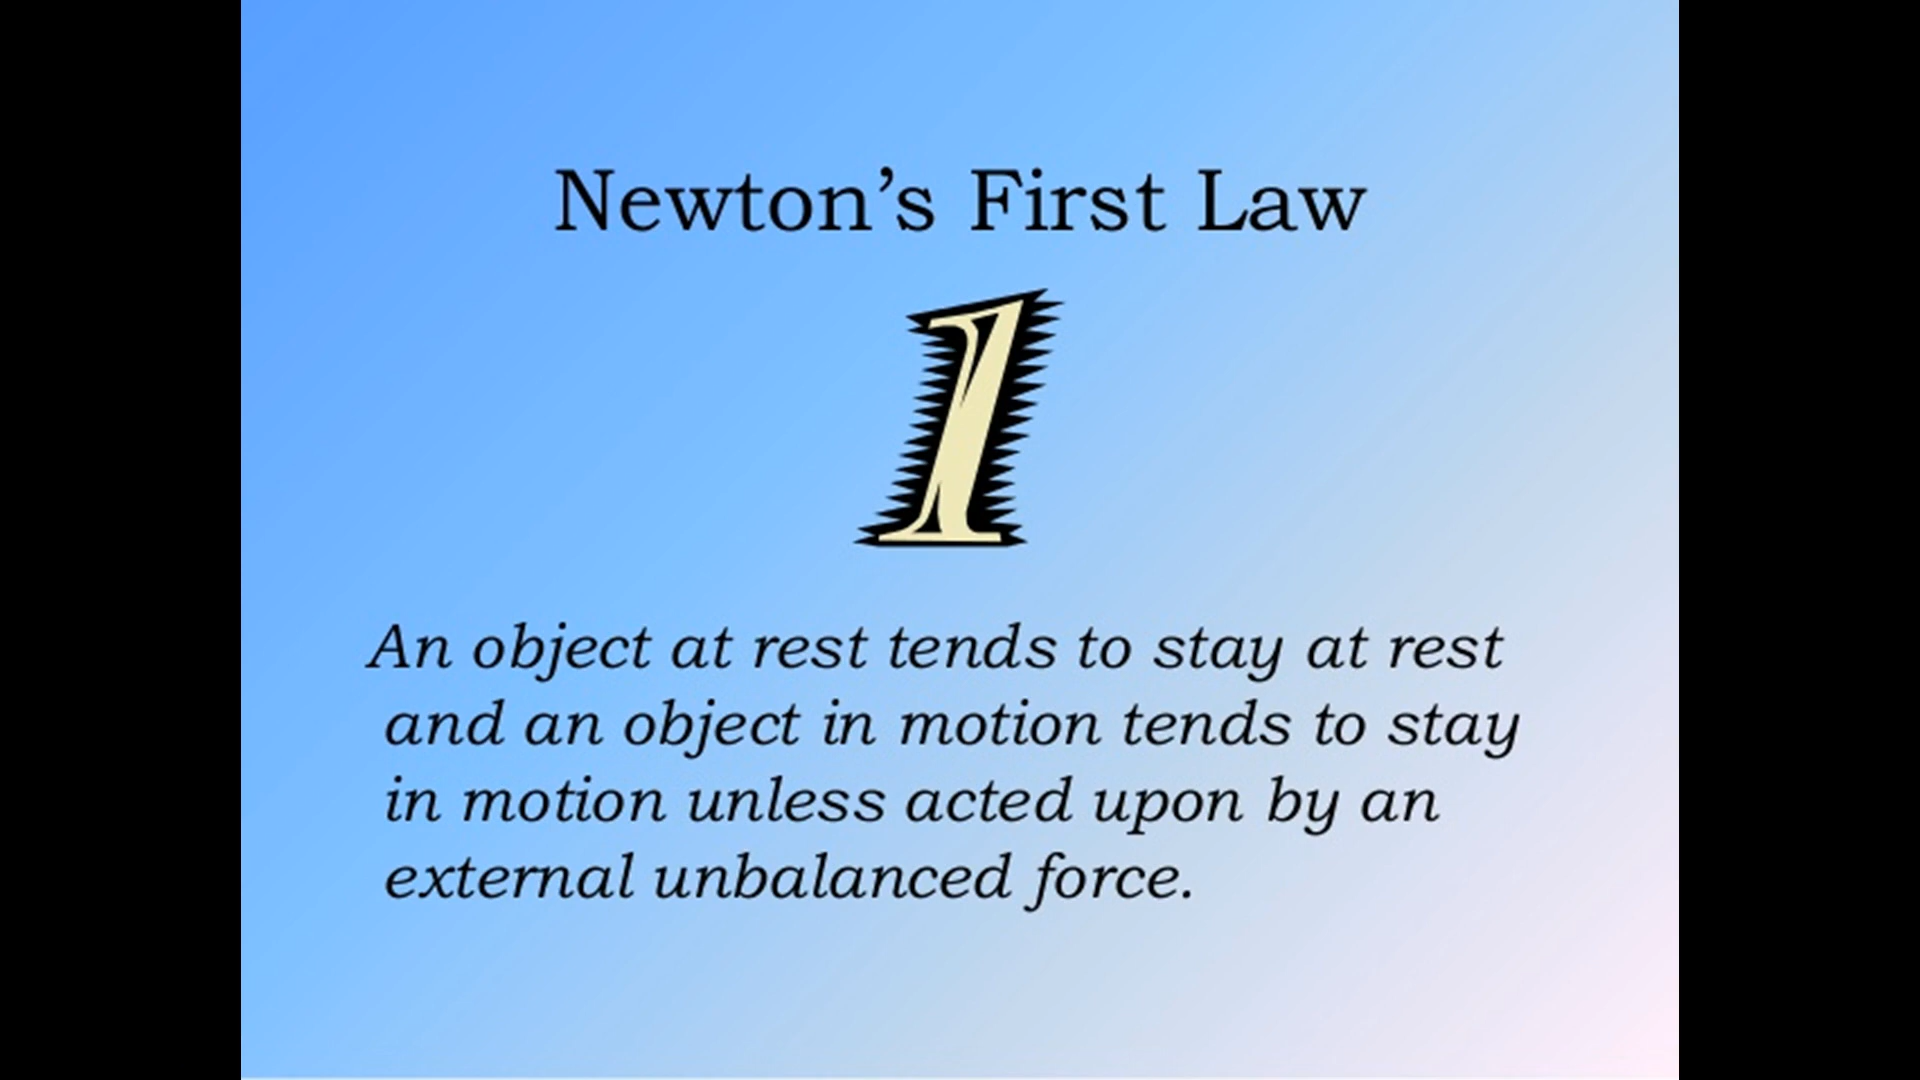 Newton’s First Law
1
An object at rest tends to stay at rest
and an object in motion tends to stay
in motion unless acted upon by an
external unbalanced force.